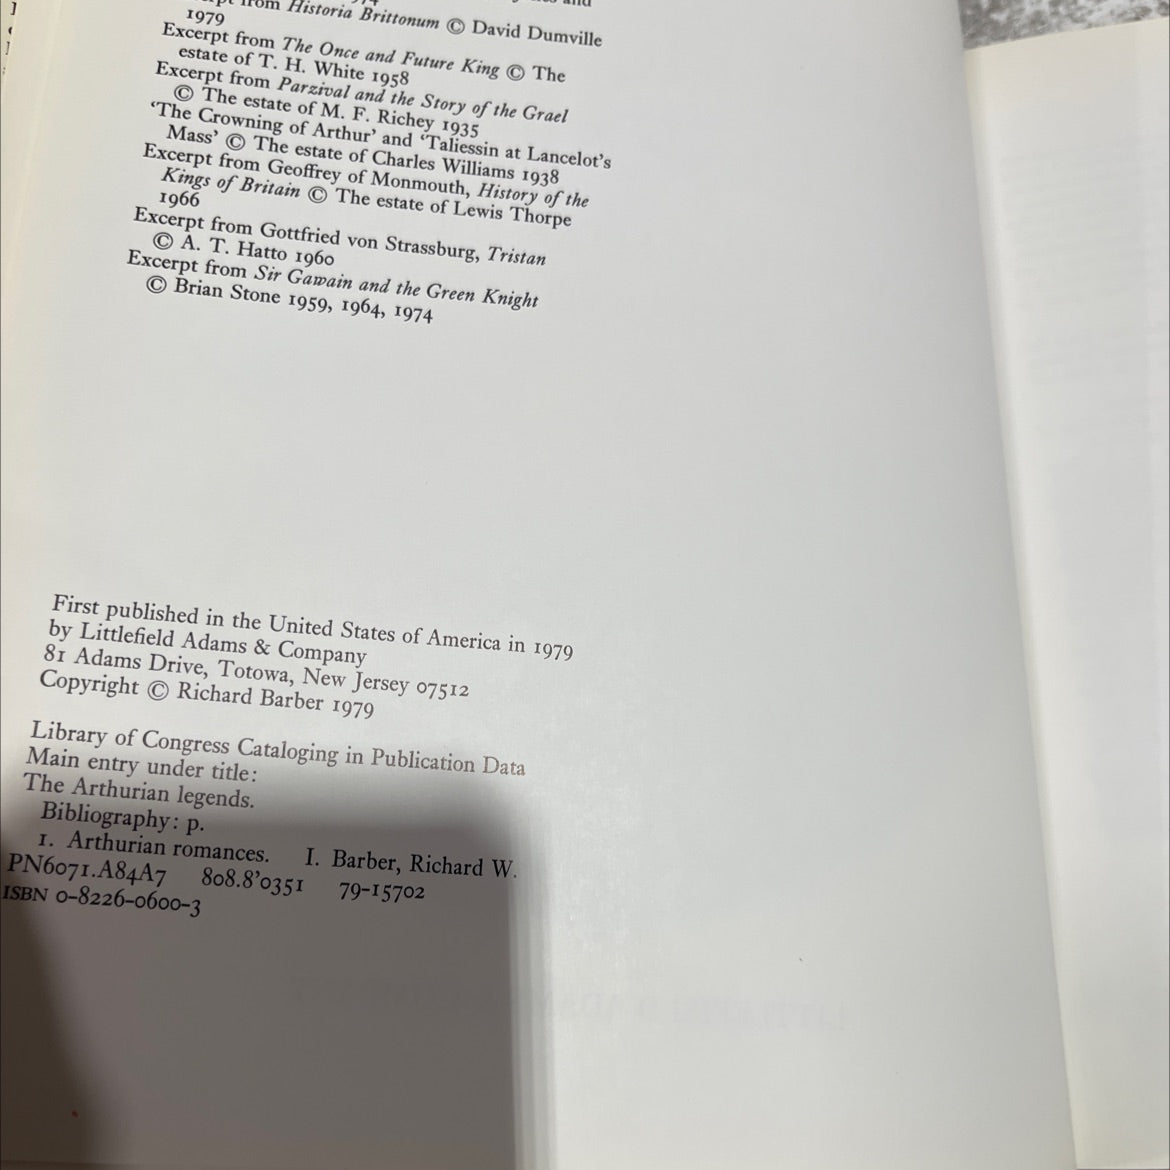 from Historia Brittonum © David Dumville
1979
Excerpt from The Once and Future King © The
estate of T. H. White 1958
Excerpt from Parzival and the Story of the Grael
© The estate of M. F. Richey 1935
‘The Crowning of Arthur’ and ‘Taliessin at Lancelot’s
Mass’ © The estate of Charles Williams 1938
Excerpt from Geoffrey of Monmouth, History of the
Kings of Britain © The estate of Lewis Thorpe
1966
Excerpt from Gottfried von Strassburg, Tristan
© A. T. Hatto 1960
Excerpt from Sir Gawain and the Green Knight
© Brian Stone 1959, 1964, 1974
First published in the United States of America in 1979
by Littlefield Adams & Company
81 Adams Drive, Totowa, New Jersey 07512
Copyright © Richard Barber 1979
Library of Congress Cataloging in Publication Data
Main entry under title:
The Arthurian legends.
Bibliography: p.
1. Arthurian romances. I. Barber, Richard W.
PN6071.A84A7 808.8’0351 79-15702
ISBN 0-8226-0600-3